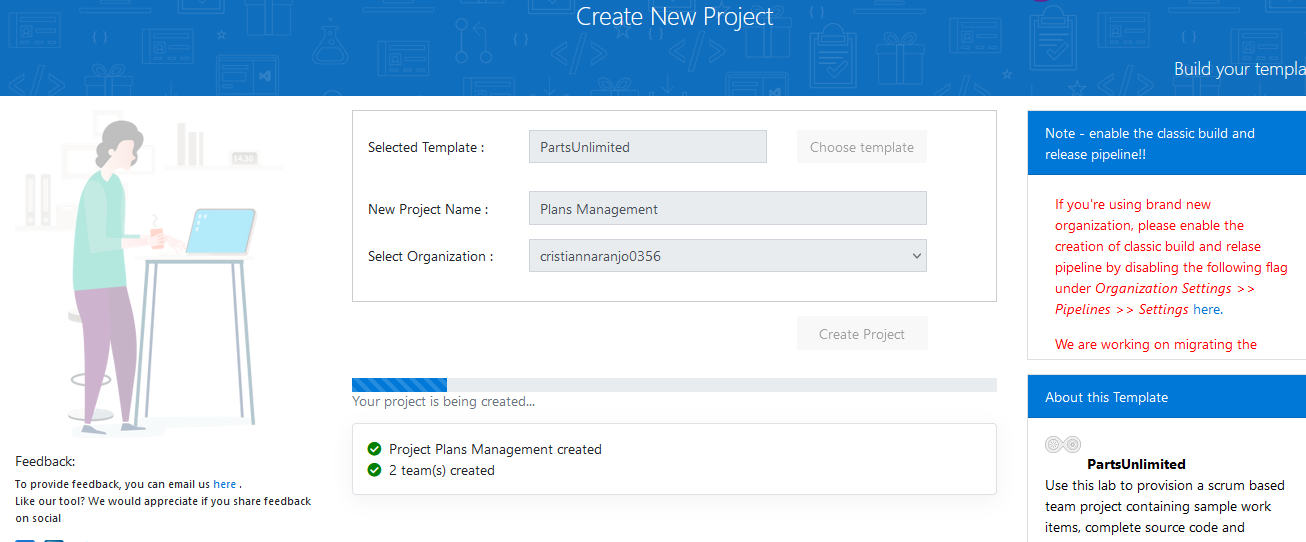 Create New Project
Build your templa
Selected Template :
PartsUnlimited
Choose template
New Project Name :
Plans Management
Select Organization :
cristiannaranjo0356
Create Project
Your project is being created...
Project Plans Management created
2 team(s) created
Feedback:
To provide feedback, you can email us here .
Like our tool? We would appreciate if you share feedback
on social
Note - enable the classic build and
release pipeline!!
If you're using brand new
organization, please enable the
creation of classic build and relase
pipeline by disabling the following flag
under Organization Settings >>
Pipelines >> Settings here.
We are working on migrating the
About this Template
PartsUnlimited
Use this lab to provision a scrum based
team project containing sample work
items, complete source code and